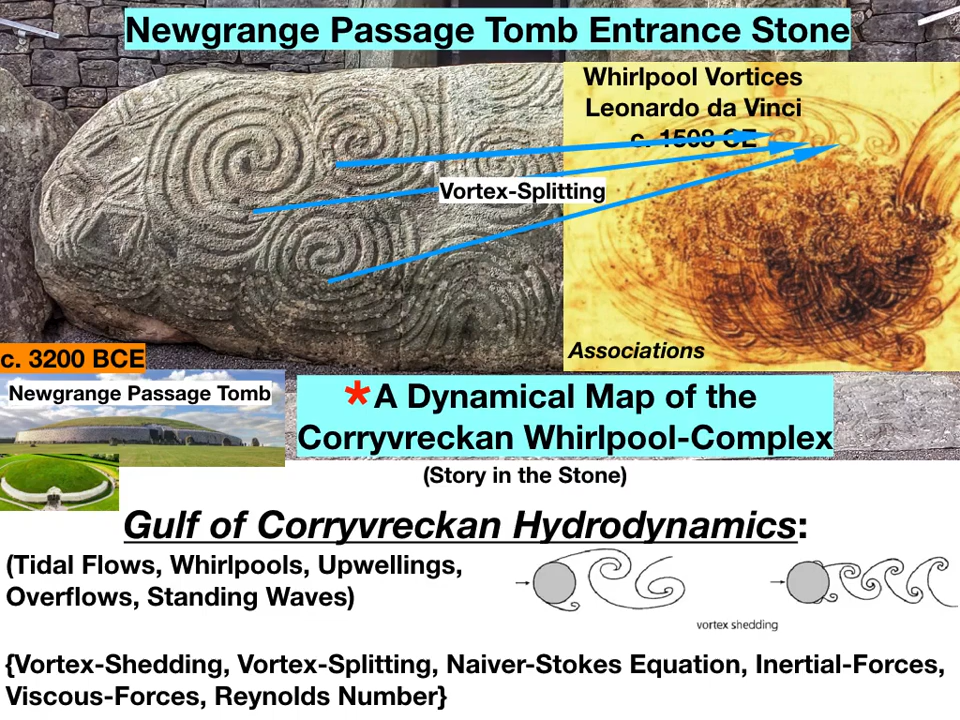 Newgrange Passage Tomb Entrance Stone
Whirlpool Vortices
Leonardo da Vinci
c. 1508 CE
Vortex-Splitting
Associations
c. 3200 BCE
Newgrange Passage Tomb
*A Dynamical Map of the
Corryvreckan Whirlpool-Complex
(Story in the Stone)
Gulf of Corryvreckan Hydrodynamics:
(Tidal Flows, Whirlpools, Upwellings,
Overflows, Standing Waves)
vortex shedding
{Vortex-Shedding, Vortex-Splitting, Naiver-Stokes Equation, Inertial-Forces,
Viscous-Forces, Reynolds Number}